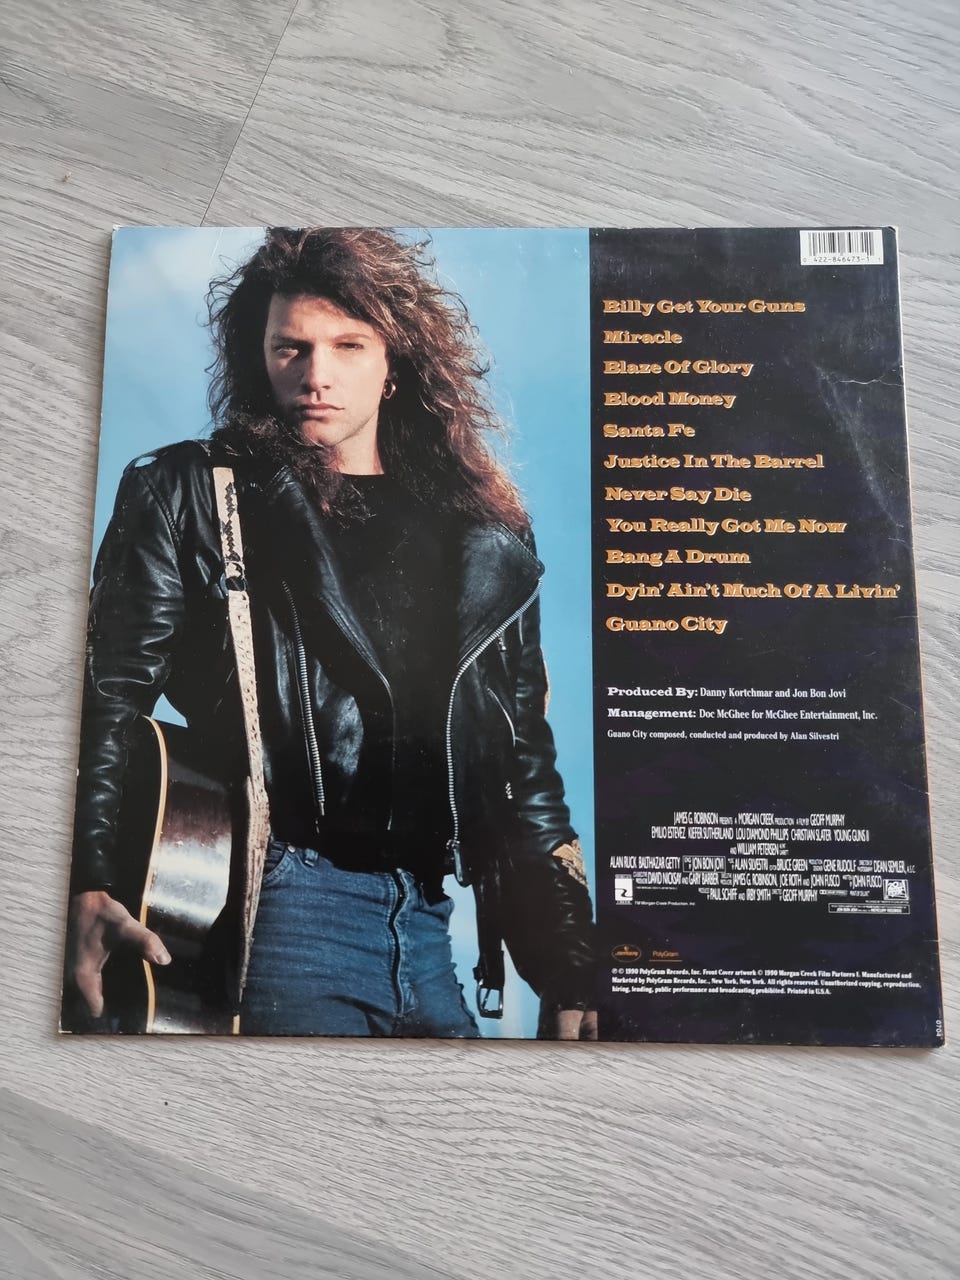 0 422-846473-1
Billy Get Your Guns
Miracle
Blaze Of Glory
Blood Money
Santa Fe
Justice In The Barrel
Never Say Die
You Really Got Me Now
Bang A Drum
Dyin' Ain't Much Of A Livin'
Guano City
Produced By: Danny Kortchmar and Jon Bon Jovi
Management: Doc McGhee for McGhee Entertainment, Inc.
Guano City composed, conducted and produced by Alan Silvestri
JAMES G. ROBINSON PRESENTS A MORGAN CREEK PRODUCTION A FILM BY GEOFF MURPHY
EMILIO ESTEVEZ KIEFER SUTHERLAND LOU DIAMOND PHILLIPS CHRISTIAN SLATER YOUNG GUNS II
AND WILLIAM PETERSEN
ALAN RUCK BALTHAZAR GETTY JON BON JOVI ALAN SILVESTRI BRUCE GREEN GENE RUDOLF DEAN SEMLER, A.C.S.
DAVID NICKSAY AND GARY BARBER JAMES G. ROBINSON, JOE ROTH AND JOHN FUSCO JOHN FUSCO
PAUL SCHIFF AND IRBY SMITH GEOFF MURPHY
TM Morgan Creek Productions, Inc.
mercury PolyGram
℗ © 1990 PolyGram Records, Inc. Front Cover artwork © 1990 Morgan Creek Film Partners I. Manufactured and
Marketed by PolyGram Records, Inc., New York, New York. All rights reserved. Unauthorized copying, reproduction,
hiring, lending, public performance and broadcasting prohibited. Printed in U.S.A.
0704